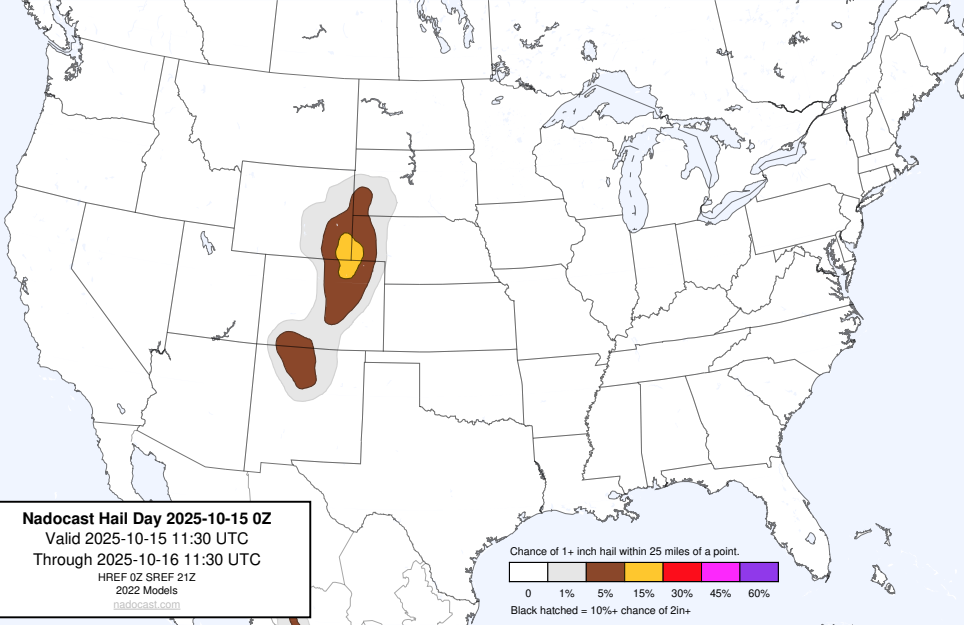 Nadocast Hail Day 2025-10-15 0Z
Valid 2025-10-15 11:30 UTC
Through 2025-10-16 11:30 UTC
HREF 0Z SREF 21Z
2022 Models
nadocast.com
Chance of 1+ inch hail within 25 miles of a point.
0 1% 5% 15% 30% 45% 60%
Black hatched = 10%+ chance of 2in+